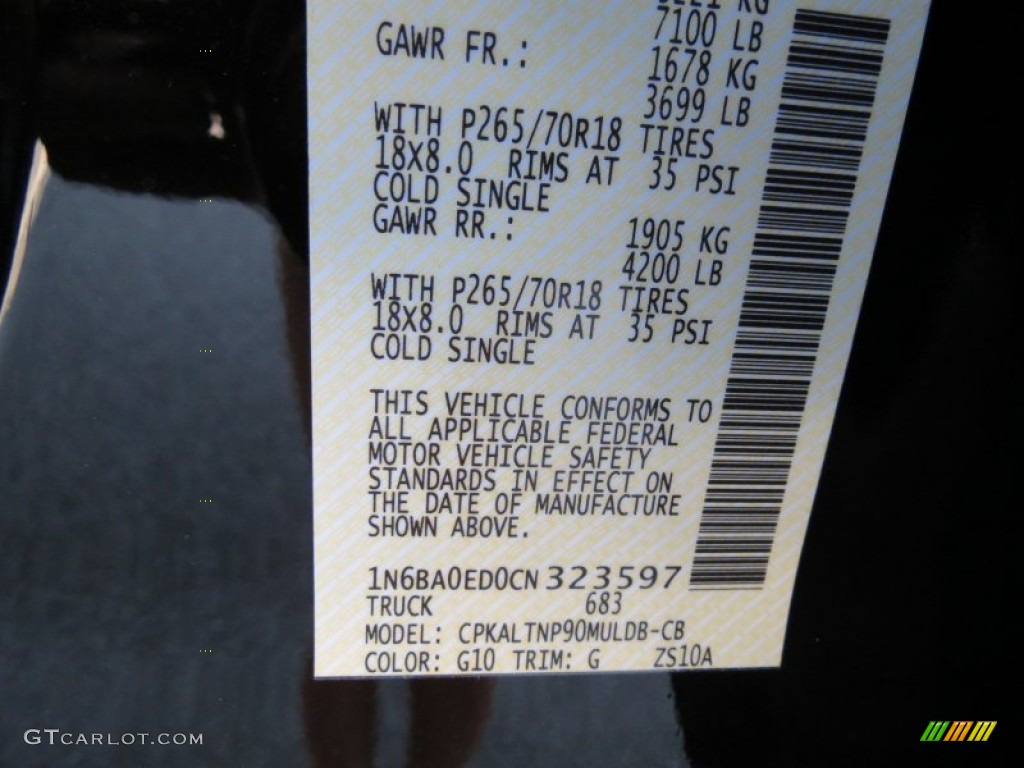 7100 LB
GAWR FR.: 1678 KG
3699 LB
WITH P265/70R18 TIRES
18X8.0 RIMS AT 35 PSI
COLD SINGLE
GAWR RR.: 1905 KG
4200 LB
WITH P265/70R18 TIRES
18X8.0 RIMS AT 35 PSI
COLD SINGLE
THIS VEHICLE CONFORMS TO
ALL APPLICABLE FEDERAL
MOTOR VEHICLE SAFETY
STANDARDS IN EFFECT ON
THE DATE OF MANUFACTURE
SHOWN ABOVE.
1N6BA0ED0CN323597
TRUCK 683
MODEL: CPKALTNP90MULDB-CB
COLOR: G10 TRIM: G ZS10A
GTCARLOT.COM